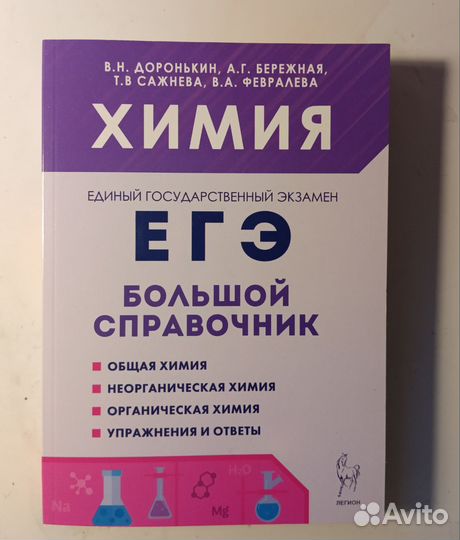 В.Н. ДОРОНЬКИН, А.Г. БЕРЕЖНАЯ,
Т.В САЖНЕВА, В.А. ФЕВРАЛЕВА
ХИМИЯ
ЕДИНЫЙ ГОСУДАРСТВЕННЫЙ ЭКЗАМЕН
ЕГЭ
БОЛЬШОЙ
СПРАВОЧНИК
ОБЩАЯ ХИМИЯ
НЕОРГАНИЧЕСКАЯ ХИМИЯ
ОРГАНИЧЕСКАЯ ХИМИЯ
УПРАЖНЕНИЯ И ОТВЕТЫ
H₂O
Na
Mg
ЛЕГИОН
Avito